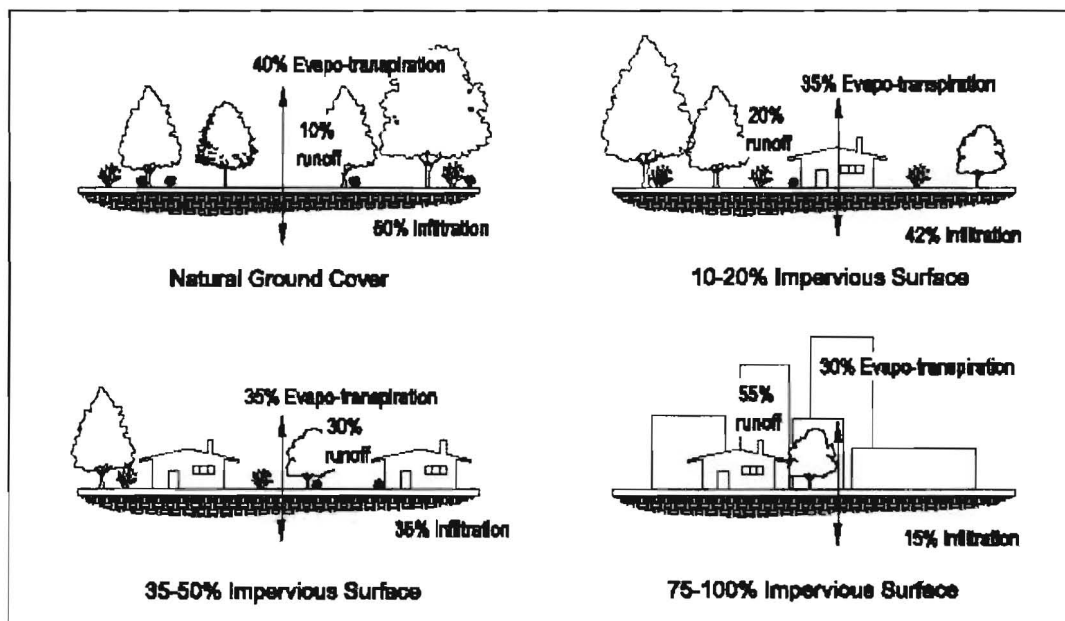 40% Evapo-transpiration
10%
runoff
50% Infiltration
Natural Ground Cover
Evapo-transpiration
20%
runoff
42% Infiltration
10-20% Impervious Surface
35% Evapo-transpiration
30%
runoff
35% Infiltration
35-50% Impervious Surface
30% Evapo-transpiration
55%
runoff
15% Infiltration
75-100% Impervious Surface